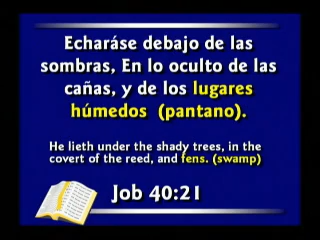 Echaráse debajo de las
sombras, En lo oculto de las
cañas, y de los lugares
húmedos (pantano).
He lieth under the shady trees, in the
covert of the reed, and fens. (swamp)
Job 40:21